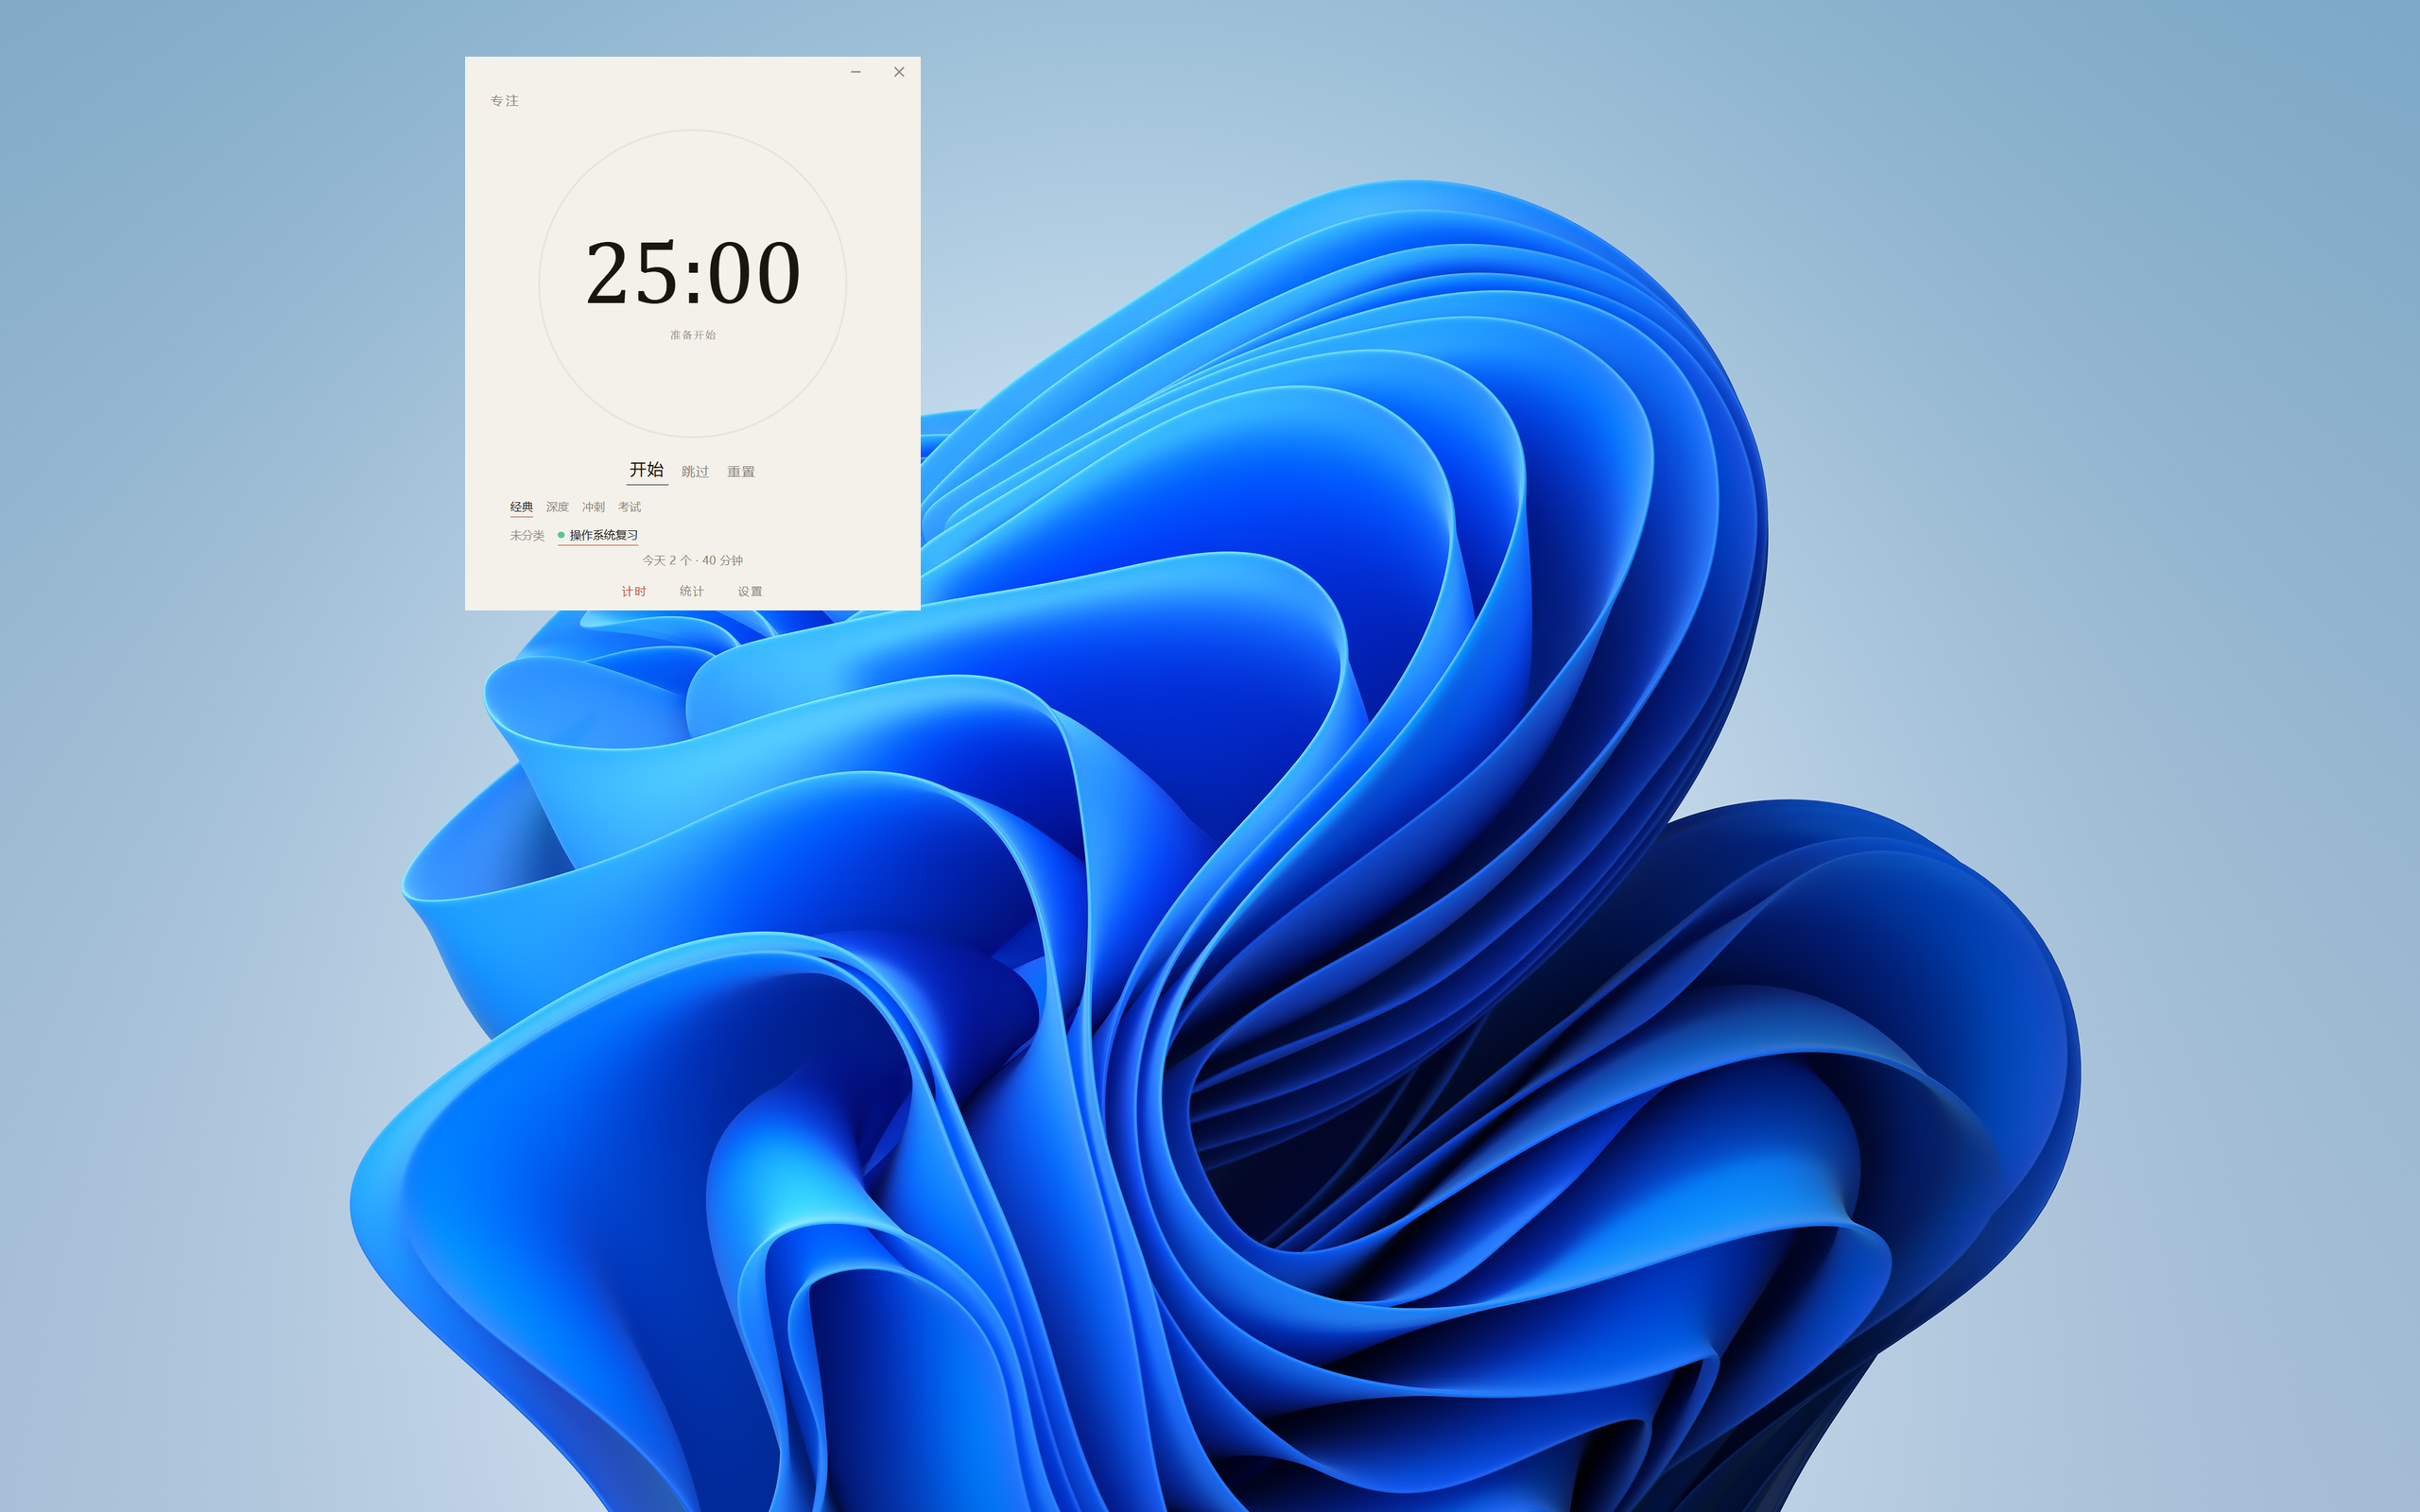 专注
25:00
准备开始
开始 跳过 重置
经典 深度 冲刺 考试
未分类 操作系统复习
今天 2 个 · 40 分钟
计时 统计 设置